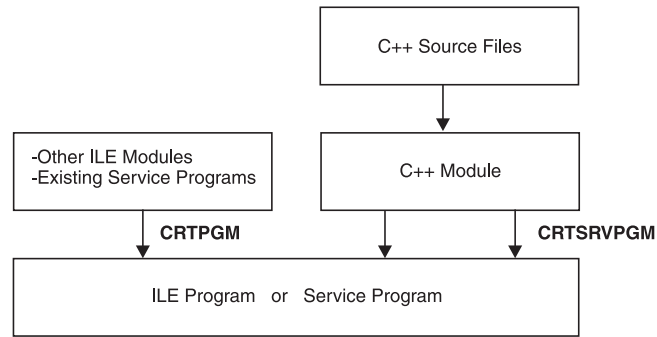 C++ Source Files
-Other ILE Modules
-Existing Service Programs
C++ Module
CRTPGM
CRTSRVPGM
ILE Program or Service Program